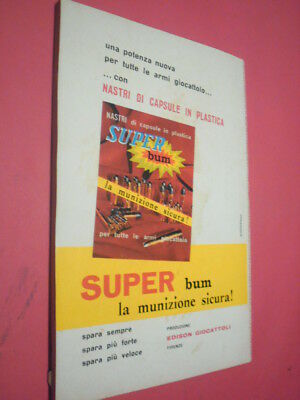 una potenza nuova
per tutte le armi giocattolo...
...con
NASTRI DI CAPSULE IN PLASTICA
NASTRI di capsule in plastica
SUPER
bum
la munizione sicura!
per tutte le armi giocattolo
SUPER bum
la munizione sicura!
spara sempre
spara più forte
spara più veloce
PRODUZIONE
EDISON GIOCATTOLI
FIRENZE